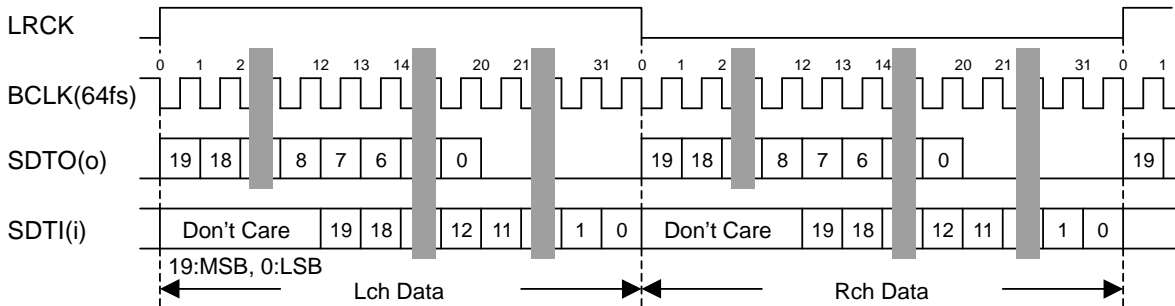 LRCK
0 1 2 12 13 14 20 21 31 0 1 2 12 13 14 20 21 31 0 1
BCLK(64fs)
SDTO(o) 19 18 8 7 6 0 19 18 8 7 6 0 19
SDTI(i) Don't Care 19 18 12 11 1 0 Don't Care 19 18 12 11 1 0
19:MSB, 0:LSB
Lch Data Rch Data